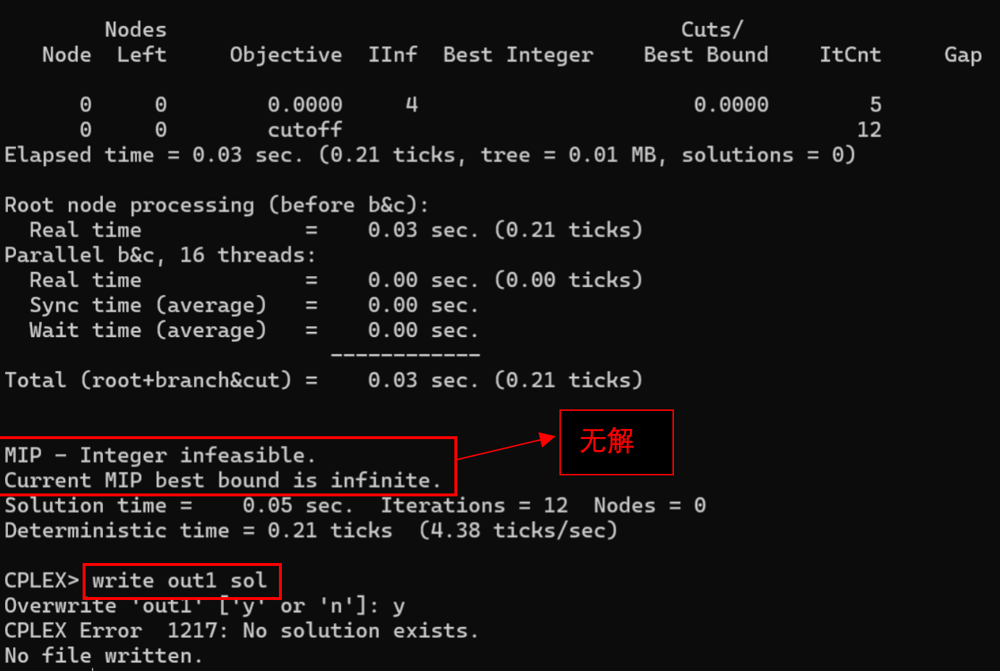 Nodes Cuts/
Node Left Objective IInf Best Integer Best Bound ItCnt Gap
0 0 0.0000 4 0.0000 5
0 0 cutoff 12
Elapsed time = 0.03 sec. (0.21 ticks, tree = 0.01 MB, solutions = 0)
Root node processing (before b&c):
Real time = 0.03 sec. (0.21 ticks)
Parallel b&c, 16 threads:
Real time = 0.00 sec. (0.00 ticks)
Sync time (average) = 0.00 sec.
Wait time (average) = 0.00 sec.
------------
Total (root+branch&cut) = 0.03 sec. (0.21 ticks)
无解
MIP - Integer infeasible.
Current MIP best bound is infinite.
Solution time = 0.05 sec. Iterations = 12 Nodes = 0
Deterministic time = 0.21 ticks (4.38 ticks/sec)
CPLEX> write out1 sol
Overwrite 'out1' ['y' or 'n']: y
CPLEX Error 1217: No solution exists.
No file written.